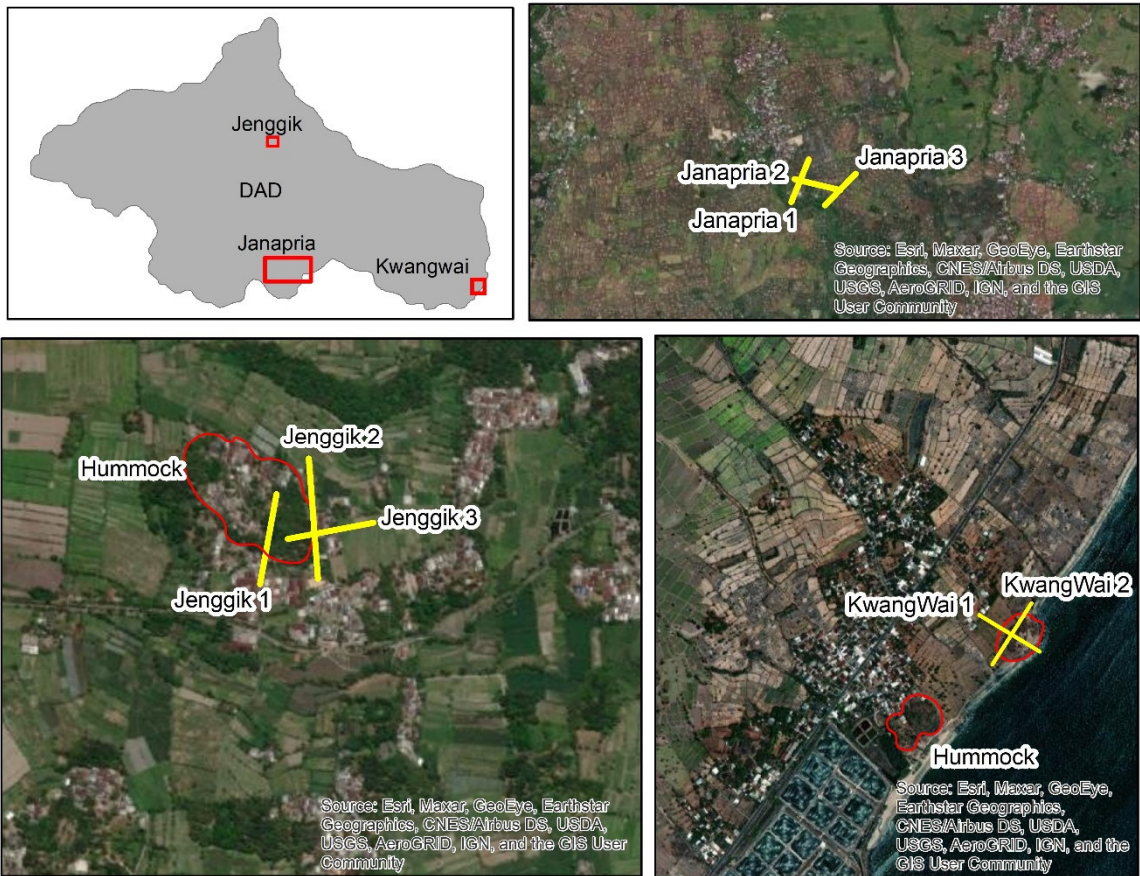 Jenggik
DAD
Janapria
Kwangwai
Janapria 3
Janapria 2
Janapria 1
Source: Esri, Maxar, GeoEye, Earthstar
Geographics, CNES/Airbus DS, USDA,
USGS, AeroGRID, IGN, and the GIS
User Community
Jenggik 2
Hummock
Jenggik 3
Jenggik 1
Source: Esri, Maxar, GeoEye, Earthstar
Geographics, CNES/Airbus DS, USDA,
USGS, AeroGRID, IGN, and the GIS User
Community
KwangWai 2
KwangWai 1
Hummock
Source: Esri, Maxar, GeoEye,
Earthstar Geographics,
CNES/Airbus DS, USDA,
USGS, AeroGRID, IGN, and the
GIS User Community